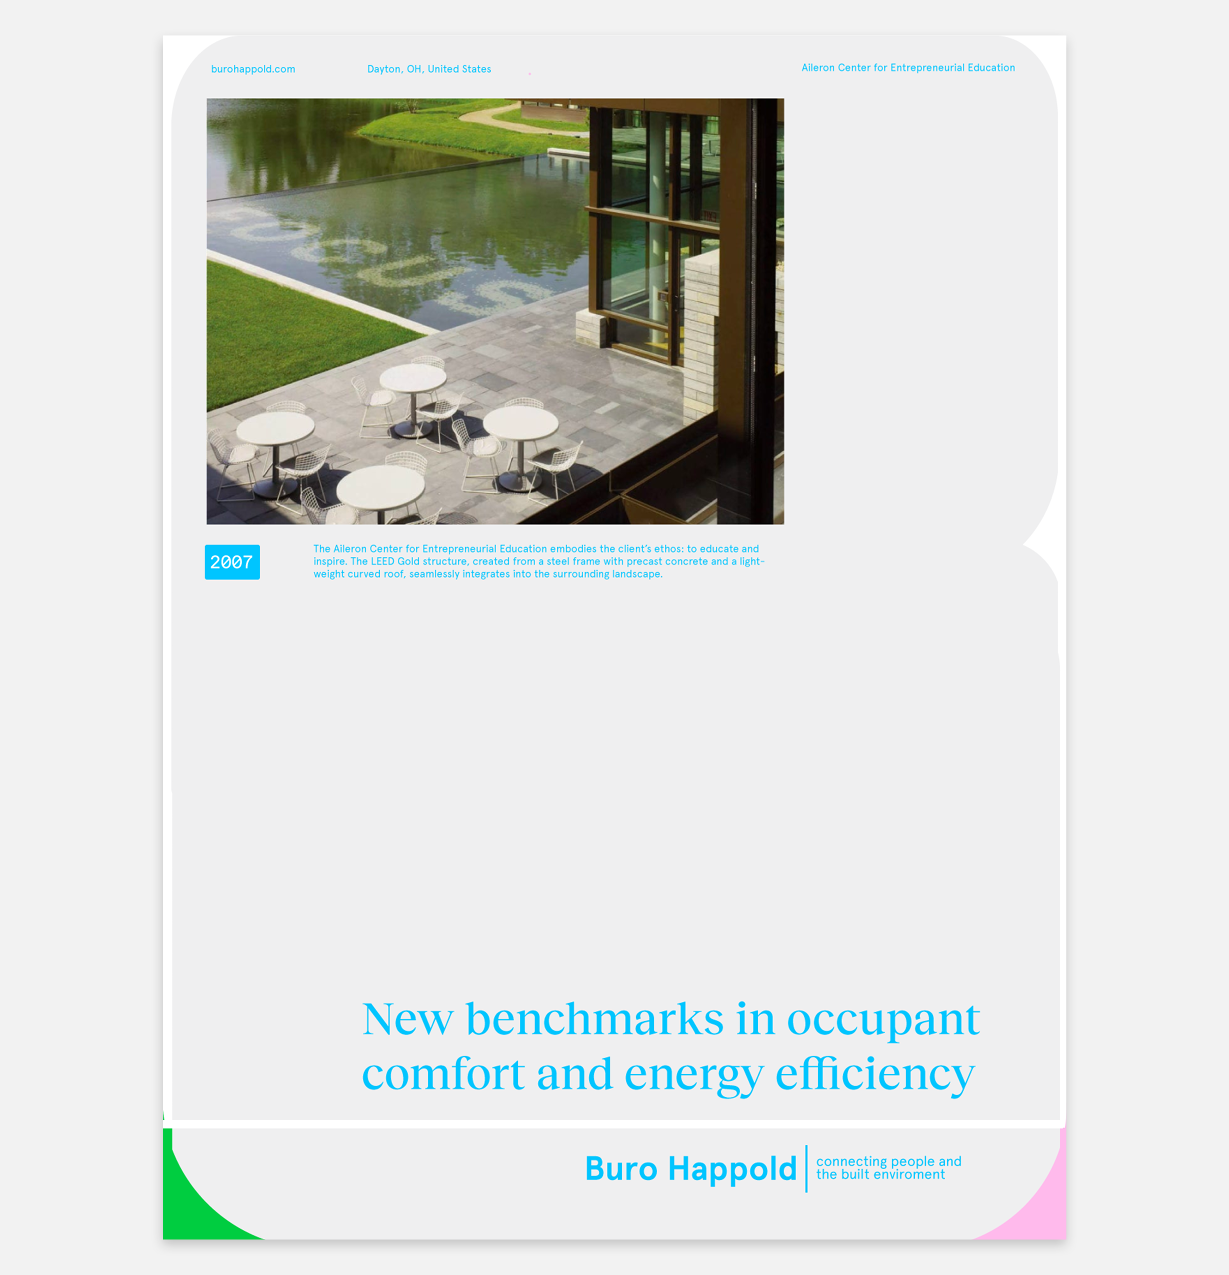 burohappold.com
Dayton, OH, United States
Aileron Center for Entrepreneurial Education
FOCUS
2007
The Aileron Center for Entrepreneurial Education embodies the client's ethos: to educate and
inspire. The LEED Gold structure, created from a steel frame with precast concrete and a light-
weight curved roof, seamlessly integrates into the surrounding landscape.
New benchmarks in occupant
comfort and energy efficiency
Buro Happold
connecting people and
the built enviroment